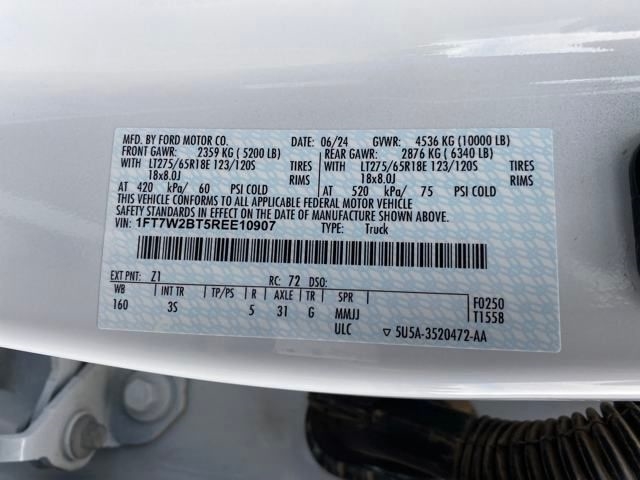 MFD. BY FORD MOTOR CO. DATE: 06/24 GVWR: 4536 KG (10000 LB)
FRONT GAWR: 2359 KG ( 5200 LB) REAR GAWR: 2876 KG ( 6340 LB)
WITH LT275/65R18E 123/120S TIRES WITH LT275/65R18E 123/120S TIRES
18x8.0J RIMS 18x8.0J RIMS
AT 420 kPa/ 60 PSI COLD AT 520 kPa/ 75 PSI COLD
THIS VEHICLE CONFORMS TO ALL APPLICABLE FEDERAL MOTOR VEHICLE
SAFETY STANDARDS IN EFFECT ON THE DATE OF MANUFACTURE SHOWN ABOVE.
VIN: 1FT7W2BT5REE10907 TYPE: Truck
EXT PNT: Z1 RC: 72 DSO:
WB INT TR TP/PS R AXLE TR SPR F0250
160 3S 5 31 G MMJJ T1558
ULC ▽ 5U5A-3520472-AA